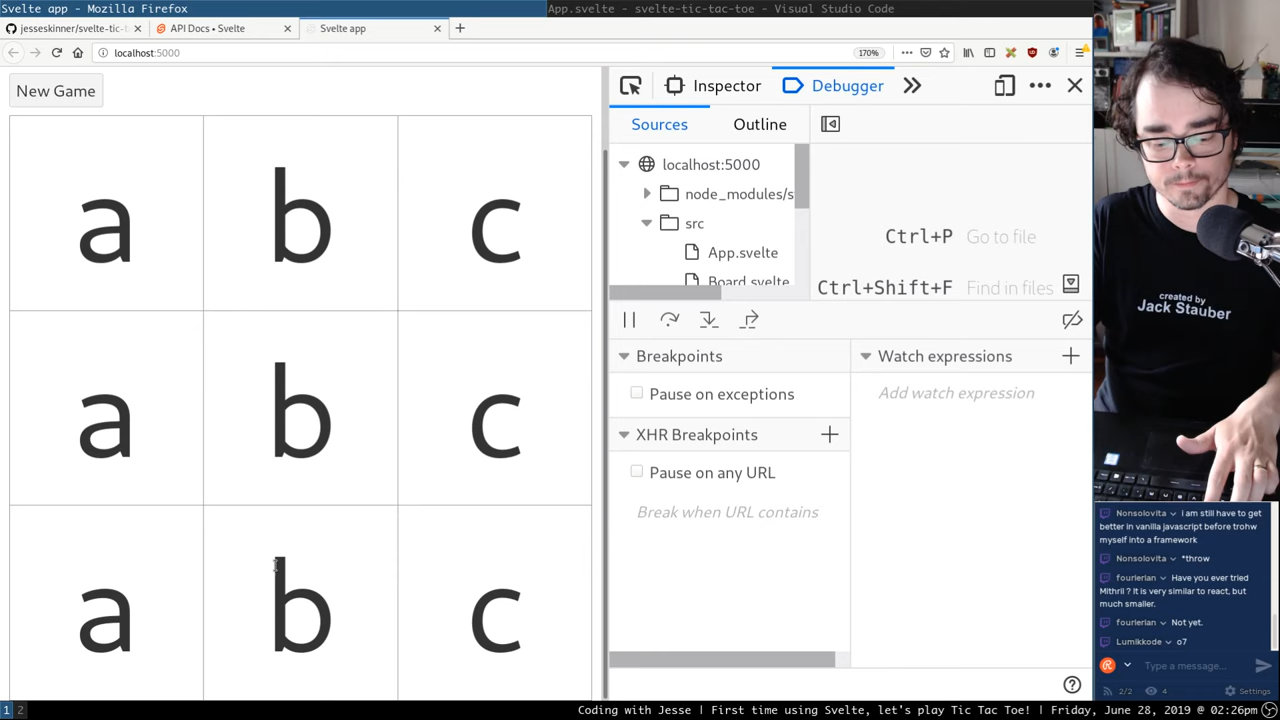 Svelte app - Mozilla Firefox
App.svelte - svelte-tic-tac-toe - Visual Studio Code
jesseskinner/svelte-tic-t
API Docs • Svelte
Svelte app
localhost:5000
170%
New Game
a b c
a b c
a b c
Inspector
Debugger
Sources
Outline
localhost:5000
node_modules/s
src
App.svelte
Board.svelte
Ctrl+P Go to file
Ctrl+Shift+F Find in files
Breakpoints
Pause on exceptions
XHR Breakpoints
Pause on any URL
Break when URL contains
Watch expressions
Add watch expression
created by
Jack Stauber
Nonsolovita i am still have to get
better in vanilla javascript before trohw
myself into a framework
Nonsolovita *throw
fourierian Have you ever tried
Mithril ? It is very similar to react, but
much smaller.
fourierian Not yet.
Lumikkode o7
Type a message...
2/2 4 Settings
1 2
Coding with Jesse | First time using Svelte, let's play Tic Tac Toe! | Friday, June 28, 2019 @ 02:26pm